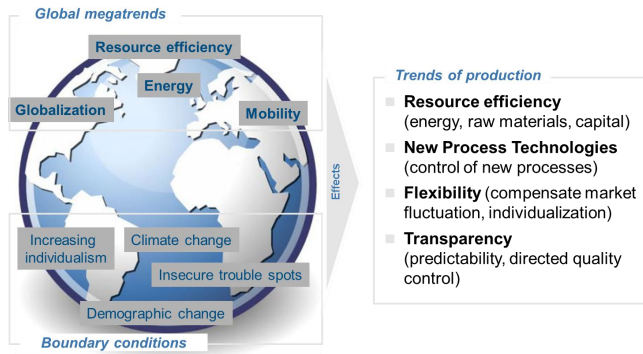 Global megatrends
Resource efficiency
Energy
Globalization
Mobility
Increasing
individualism
Climate change
Insecure trouble spots
Demographic change
Boundary conditions
Effects
Trends of production
Resource efficiency
(energy, raw materials, capital)
New Process Technologies
(control of new processes)
Flexibility (compensate market
fluctuation, individualization)
Transparency
(predictability, directed quality
control)